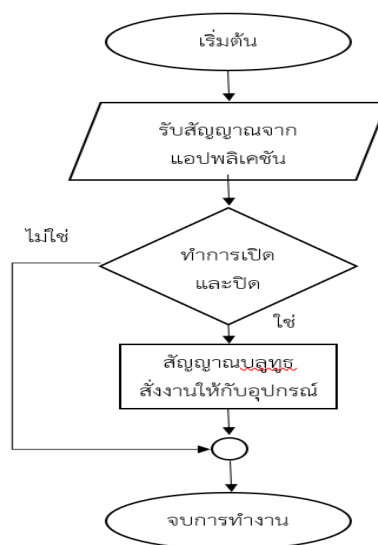 เริ่มต้น
รับสัญญาณจาก
แอปพลิเคชัน
ไม่ใช่
ทำการเปิด
และปิด
ใช่
สัญญาณบลูทูธ
สั่งงานให้กับอุปกรณ์
จบการทำงาน